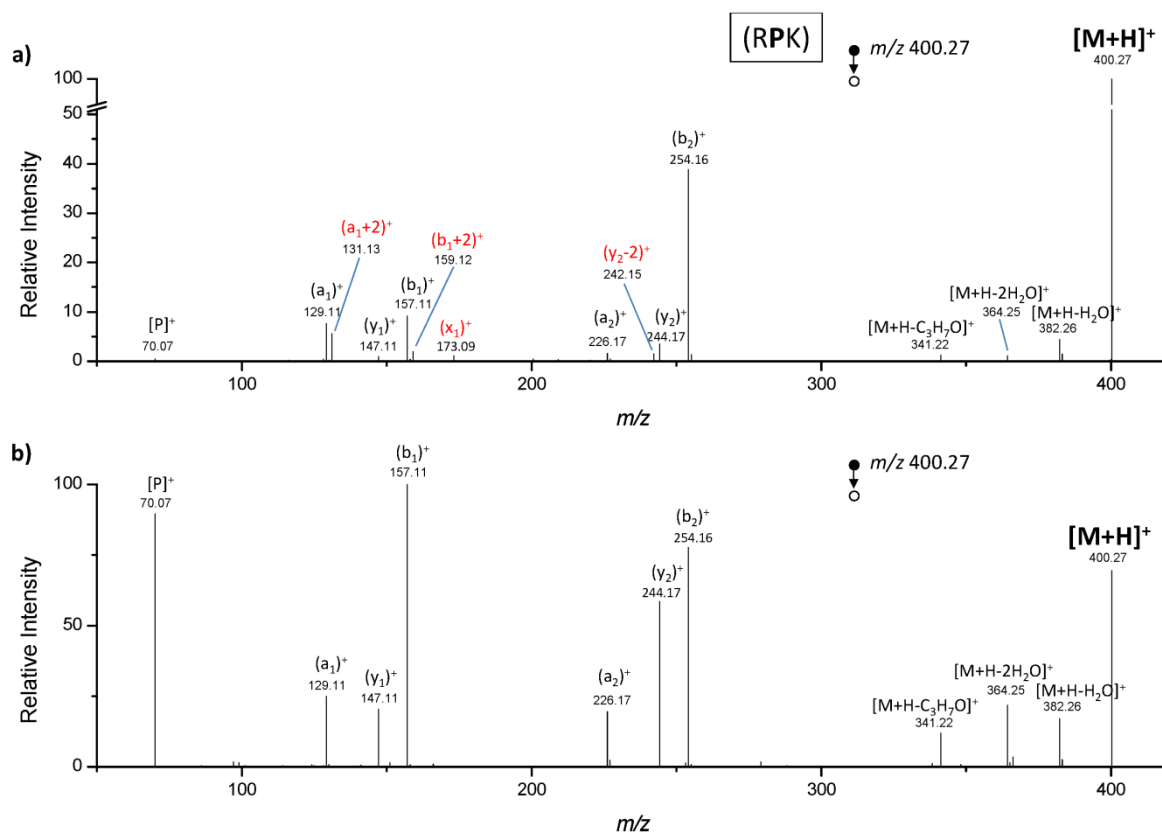 (RPK)
a)
m/z 400.27
[M+H]⁺
400.27
100
50
40
30
20
10
0
Relative Intensity
[P]⁺
70.07
(a₁)⁺
129.11
(a₁+2)⁺
131.13
(y₁)⁺
147.11
(b₁)⁺
157.11
(b₁+2)⁺
159.12
(x₁)⁺
173.09
(a₂)⁺
226.17
(y₂-2)⁺
242.15
(y₂)⁺
244.17
(b₂)⁺
254.16
[M+H-C₃H₇O]⁺
341.22
[M+H-2H₂O]⁺
364.25
[M+H-H₂O]⁺
382.26
100 200 300 400
m/z
b)
m/z 400.27
100
50
0
Relative Intensity
[P]⁺
70.07
(a₁)⁺
129.11
(y₁)⁺
147.11
(b₁)⁺
157.11
(a₂)⁺
226.17
(y₂)⁺
244.17
(b₂)⁺
254.16
[M+H-C₃H₇O]⁺
341.22
[M+H-2H₂O]⁺
364.25
[M+H-H₂O]⁺
382.26
[M+H]⁺
400.27
100 200 300 400
m/z